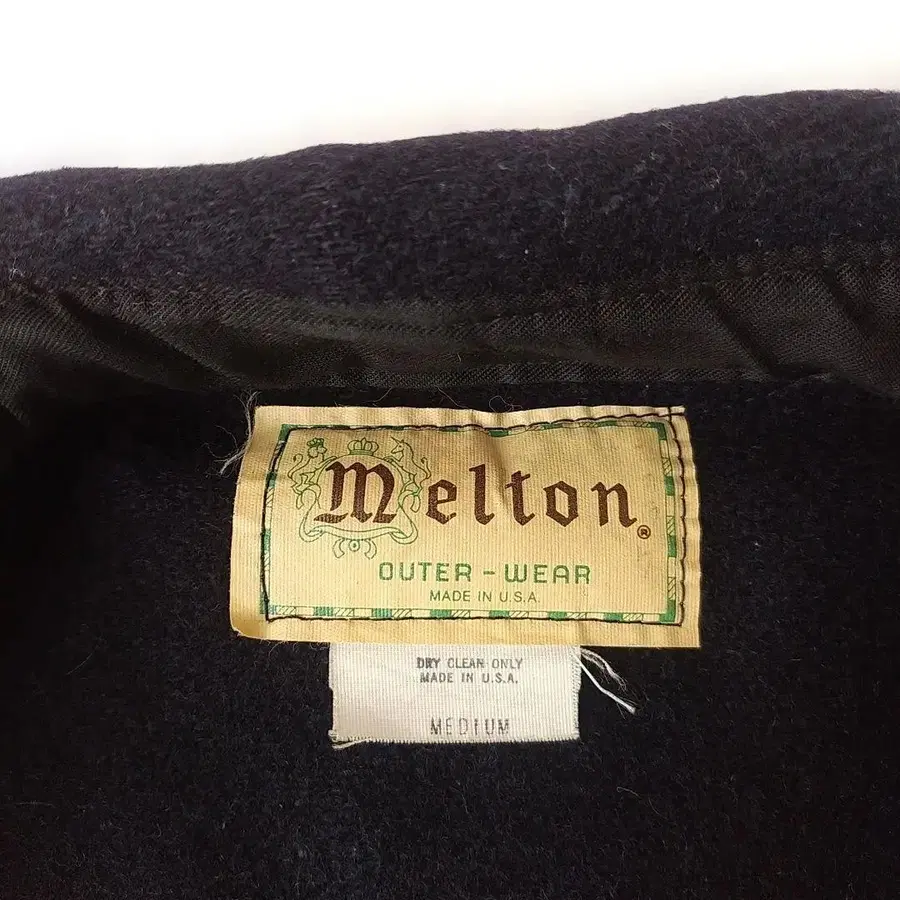 Melton®
OUTER-WEAR
MADE IN U.S.A.
DRY CLEAN ONLY
MADE IN U.S.A.
MEDIUM